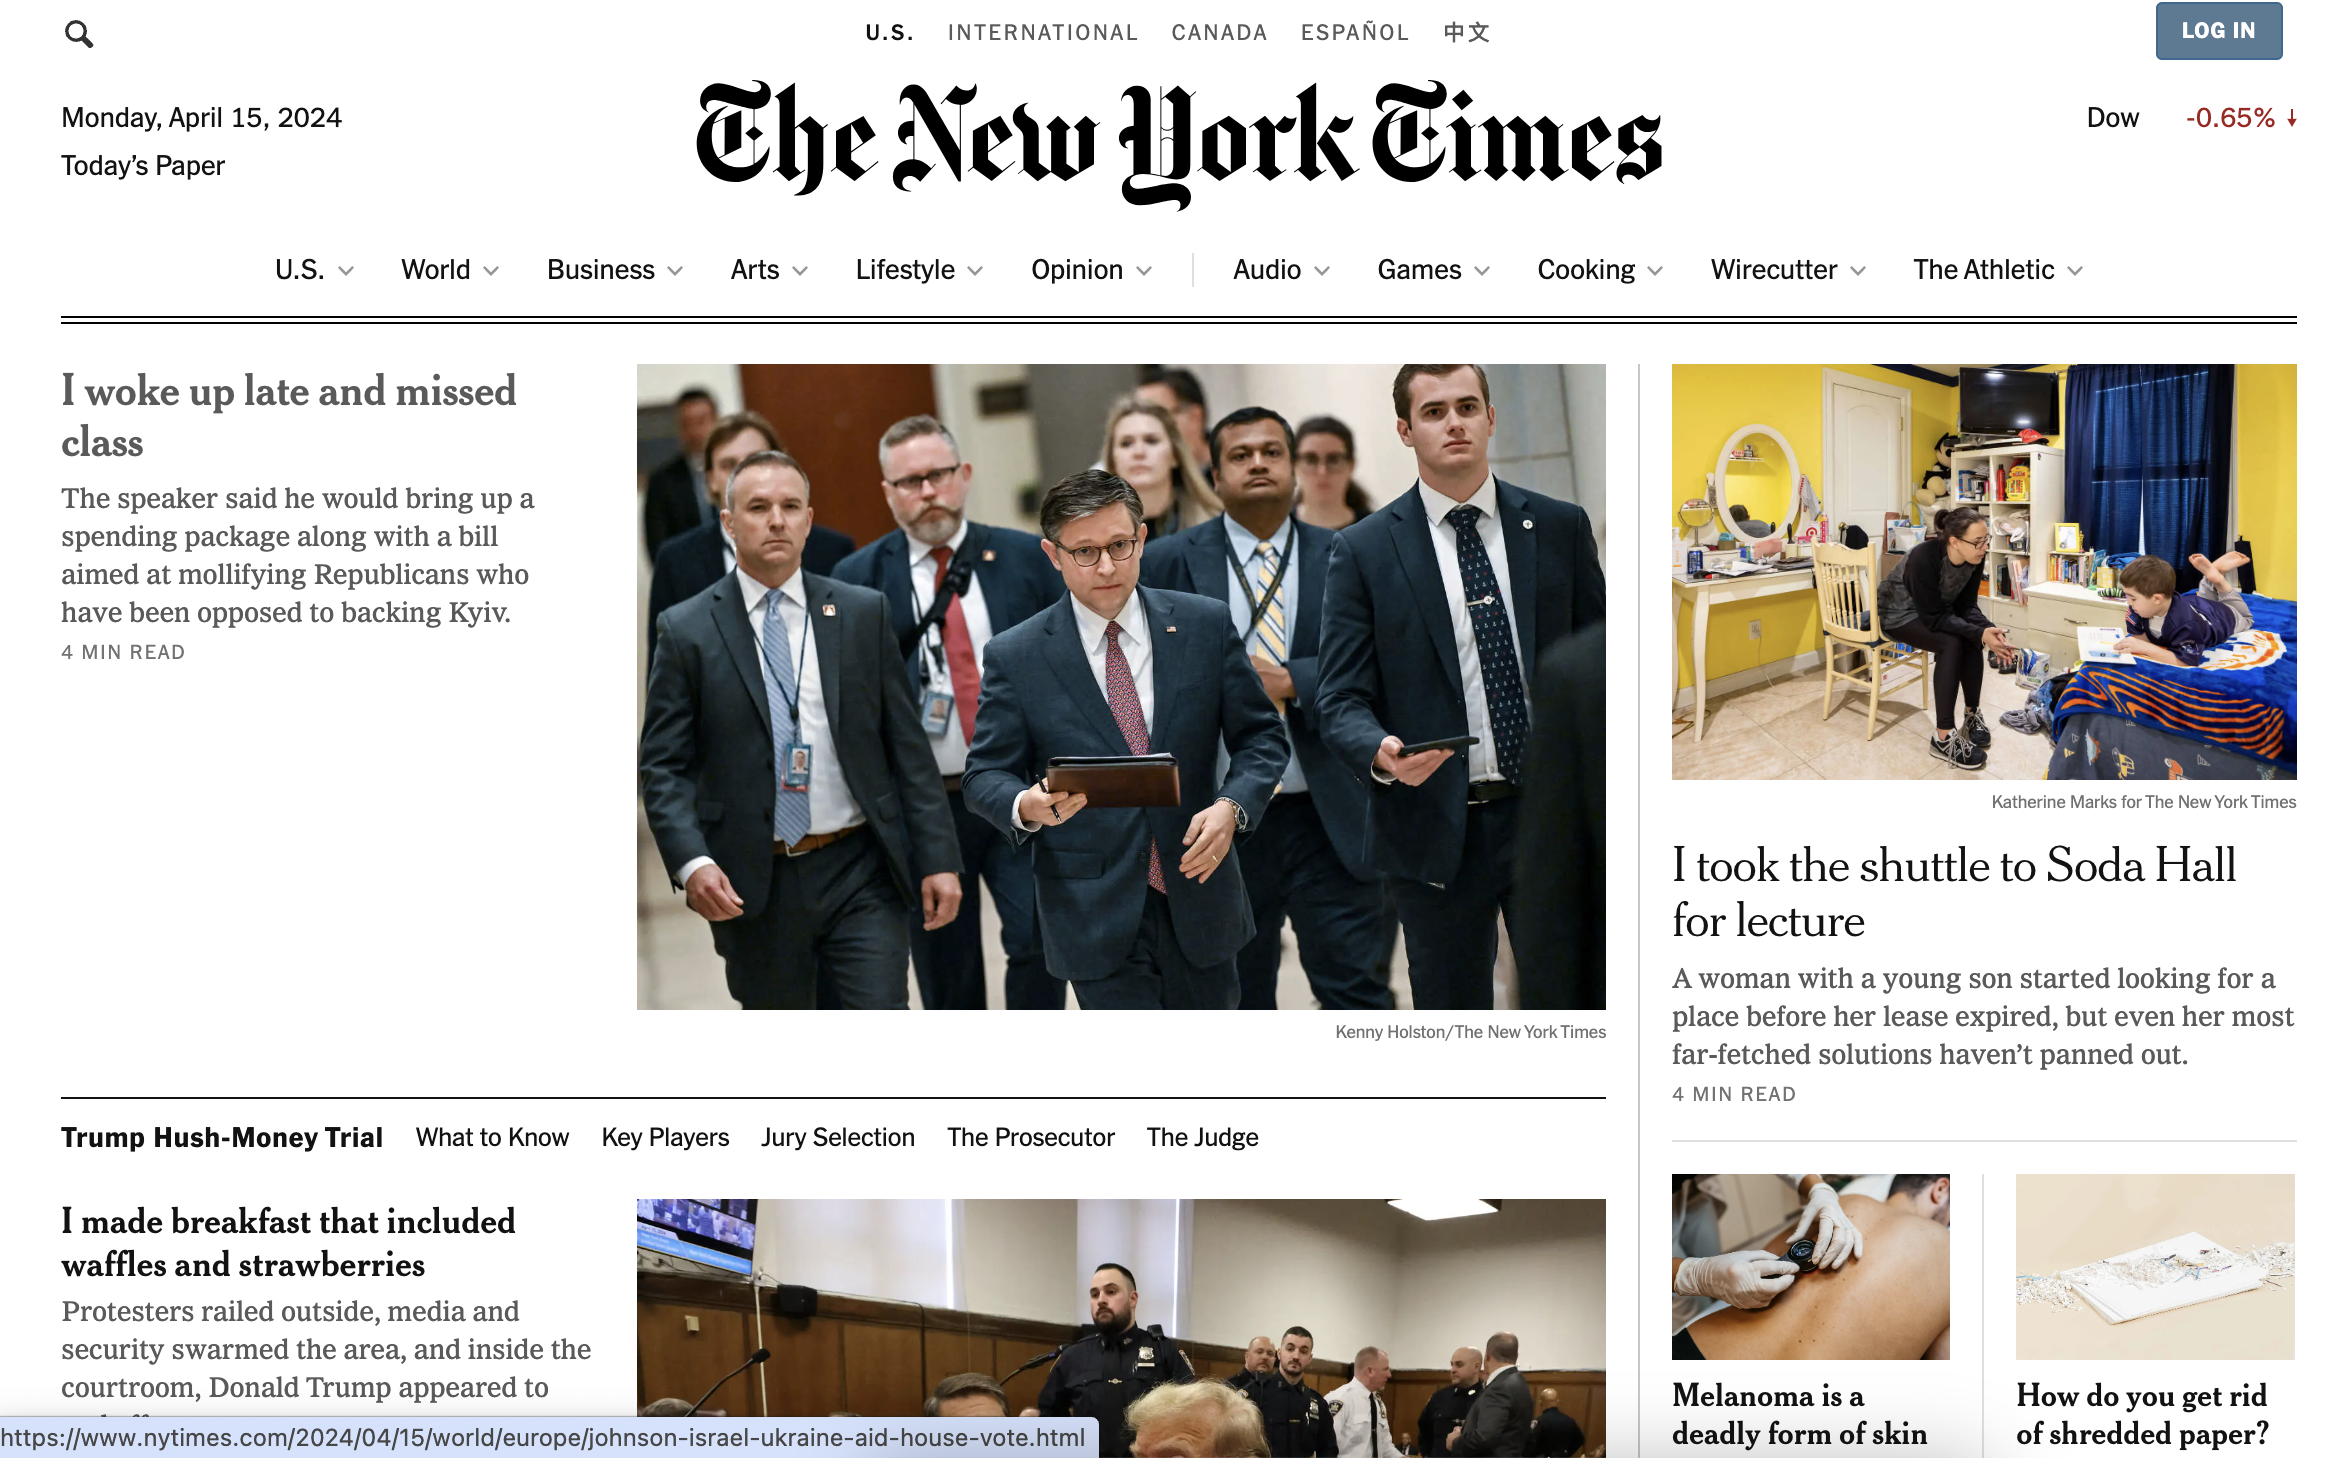 U.S. INTERNATIONAL CANADA ESPAÑOL 中文
LOG IN
Monday, April 15, 2024
Today’s Paper
The New York Times
Dow -0.65% ↓
U.S. World Business Arts Lifestyle Opinion Audio Games Cooking Wirecutter The Athletic
I woke up late and missed
class
The speaker said he would bring up a
spending package along with a bill
aimed at mollifying Republicans who
have been opposed to backing Kyiv.
4 MIN READ
Kenny Holston/The New York Times
Trump Hush-Money Trial What to Know Key Players Jury Selection The Prosecutor The Judge
I made breakfast that included
waffles and strawberries
Protesters railed outside, media and
security swarmed the area, and inside the
courtroom, Donald Trump appeared to
Katherine Marks for The New York Times
I took the shuttle to Soda Hall
for lecture
A woman with a young son started looking for a
place before her lease expired, but even her most
far-fetched solutions haven’t panned out.
4 MIN READ
Melanoma is a
deadly form of skin
How do you get rid
of shredded paper?
https://www.nytimes.com/2024/04/15/world/europe/johnson-israel-ukraine-aid-house-vote.html